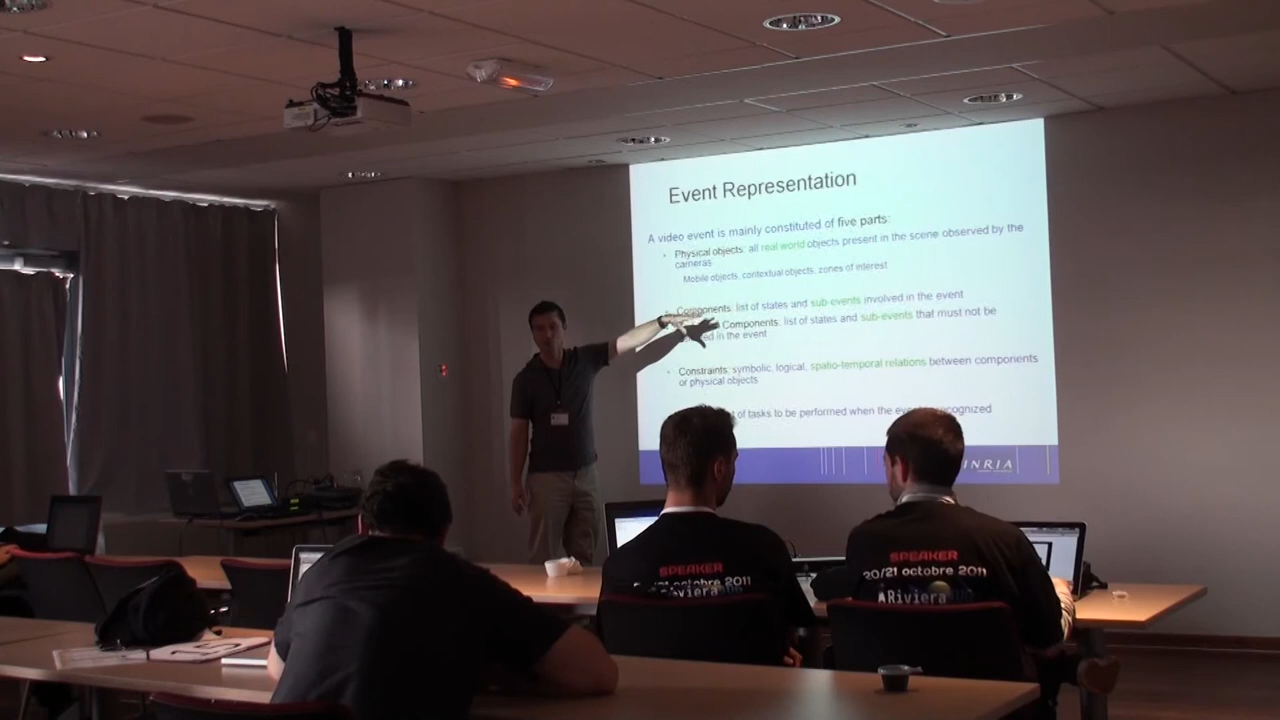 Event Representation
A video event is mainly constituted of five parts:
Physical objects: all real world objects present in the scene observed by the
cameras
Mobile objects, contextual objects, zones of interest
Components: list of states and sub-events involved in the event
Components: list of states and sub-events that must not be
in the event
Constraints: symbolic, logical, spatio-temporal relations between components
or physical objects
of tasks to be performed when the recognized
INRIA
SPEAKER
octobre 2011
Riviera
SPEAKER
20/21 octobre 2011
Riviera